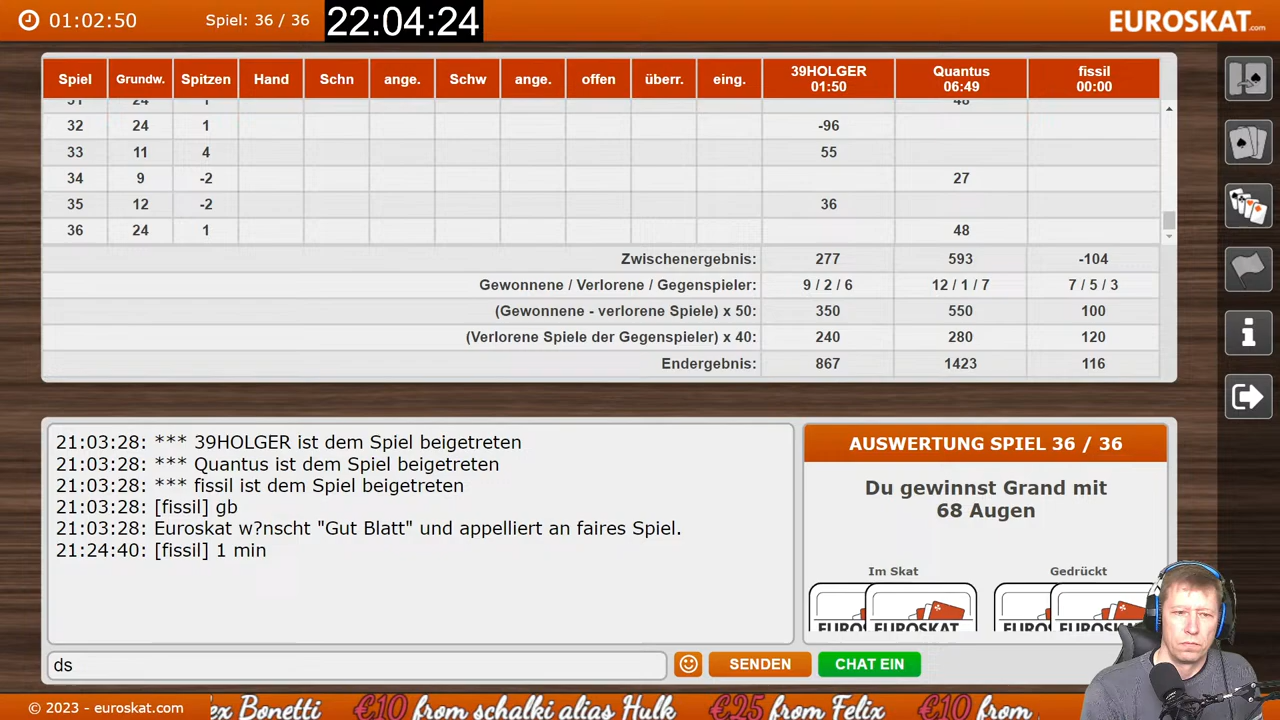 01:02:50 Spiel: 36 / 36 22:04:24 EUROSKAT.com
Spiel Grundw. Spitzen Hand Schn ange. Schw ange. offen überr. eing. 39HOLGER 01:50 Quantus 06:49 fissil 00:00
31 24 1 48
32 24 1 -96
33 11 4 55
34 9 -2 27
35 12 -2 36
36 24 1 48
Zwischenergebnis: 277 593 -104
Gewonnene / Verlorene / Gegenspieler: 9 / 2 / 6 12 / 1 / 7 7 / 5 / 3
(Gewonnene - verlorene Spiele) x 50: 350 550 100
(Verlorene Spiele der Gegenspieler) x 40: 240 280 120
Endergebnis: 867 1423 116
21:03:28: *** 39HOLGER ist dem Spiel beigetreten
21:03:28: *** Quantus ist dem Spiel beigetreten
21:03:28: *** fissil ist dem Spiel beigetreten
21:03:28: [fissil] gb
21:03:28: Euroskat w?nscht "Gut Blatt" und appelliert an faires Spiel.
21:24:40: [fissil] 1 min
ds
SENDEN
CHAT EIN
AUSWERTUNG SPIEL 36 / 36
Du gewinnst Grand mit
68 Augen
Im Skat Gedrückt
EUROSKAT
© 2023 - euroskat.com
Bonetti €10 from schalki alias Hulk €25 from Felix €10 from